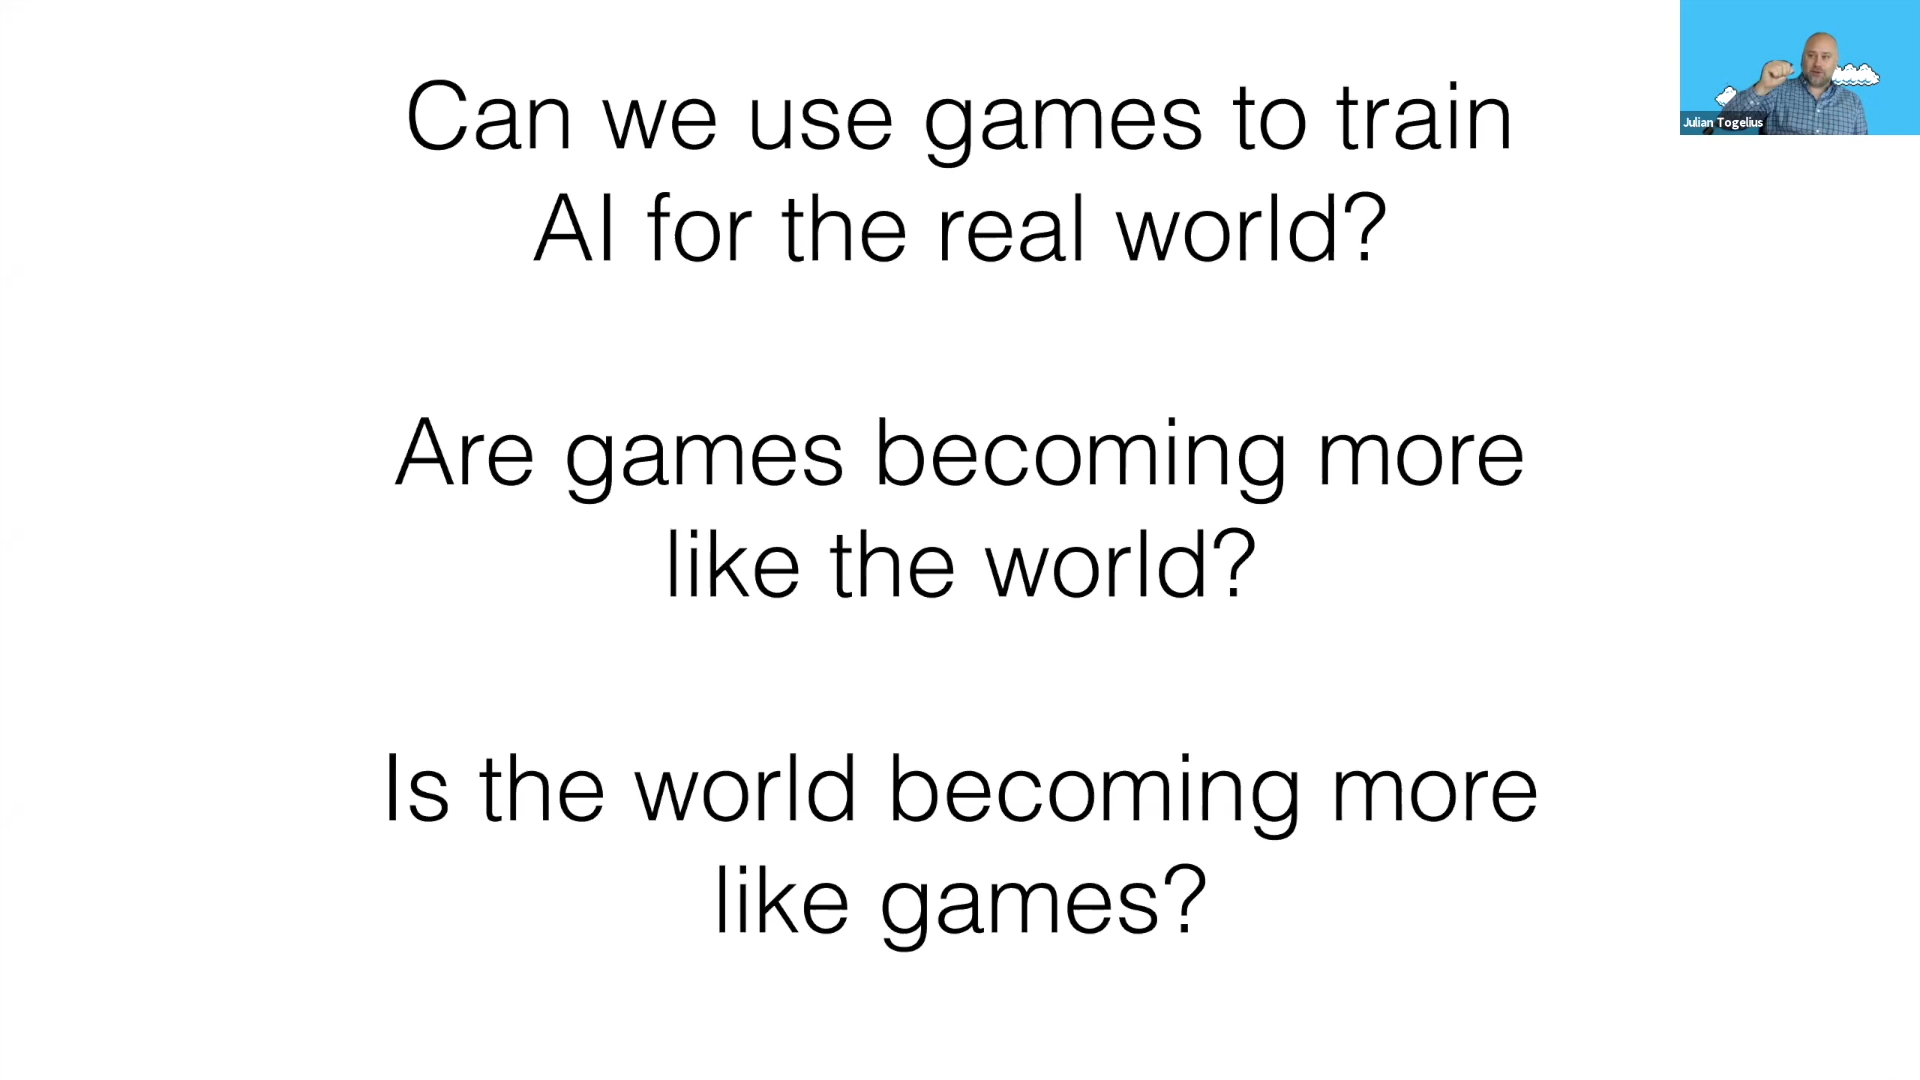 Can we use games to train
AI for the real world?
Are games becoming more
like the world?
Is the world becoming more
like games?
Julian Togelius